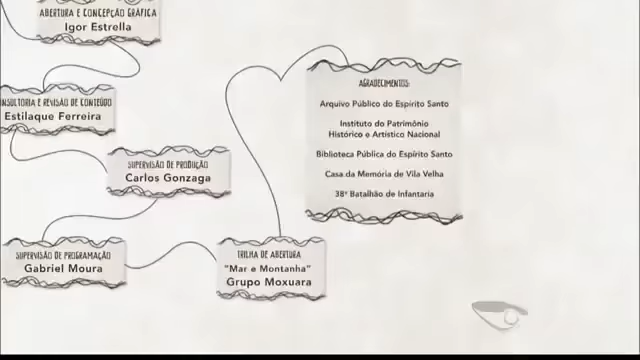 ABERTURA E CONCEPÇÃO GRÁFICA
Igor Estrella
NSULTORIA E REVISÃO DE CONTEÚDO
Estilaque Ferreira
SUPERVISÃO DE PRODUÇÃO
Carlos Gonzaga
SUPERVISÃO DE PROGRAMAÇÃO
Gabriel Moura
TRILHA DE ABERTURA
"Mar e Montanha"
Grupo Moxuara
AGRADECIMENTOS:
Arquivo Público do Espírito Santo
Instituto do Patrimônio
Histórico e Artístico Nacional
Biblioteca Pública do Espírito Santo
Casa da Memória de Vila Velha
38º Batalhão de Infantaria